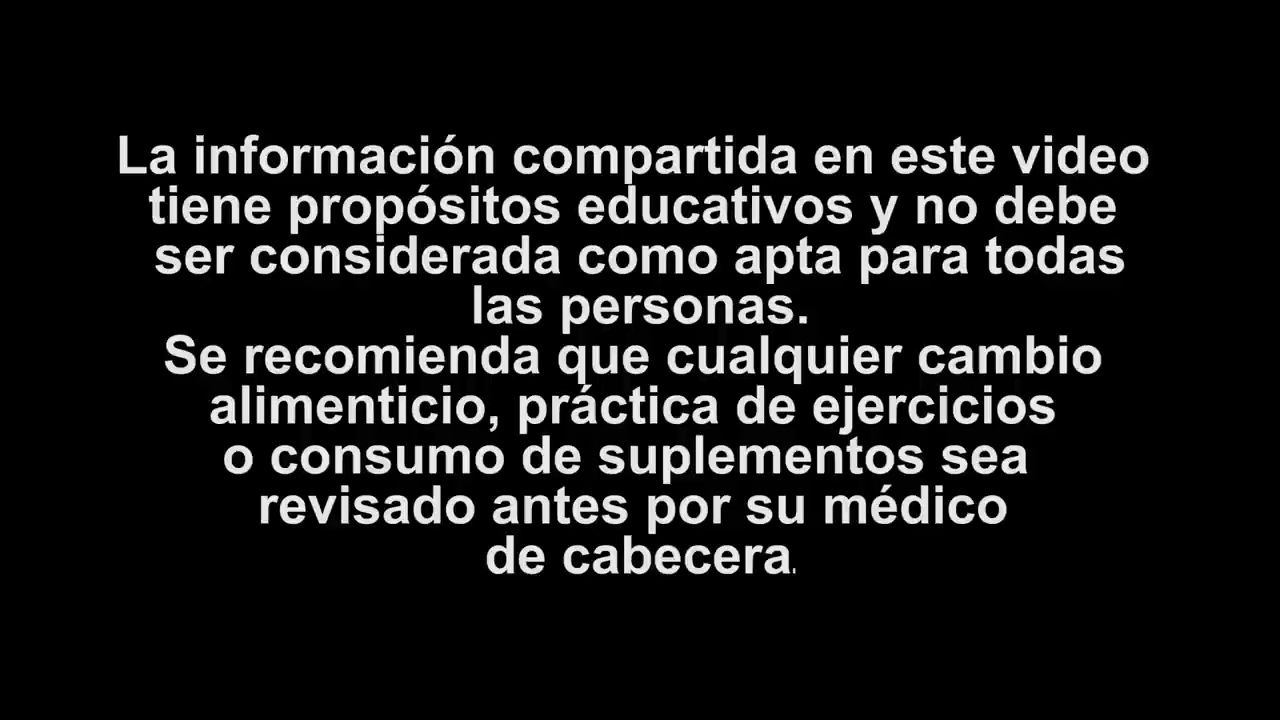 La información compartida en este video
tiene propósitos educativos y no debe
ser considerada como apta para todas
las personas.
Se recomienda que cualquier cambio
alimenticio, práctica de ejercicios
o consumo de suplementos sea
revisado antes por su médico
de cabecera.